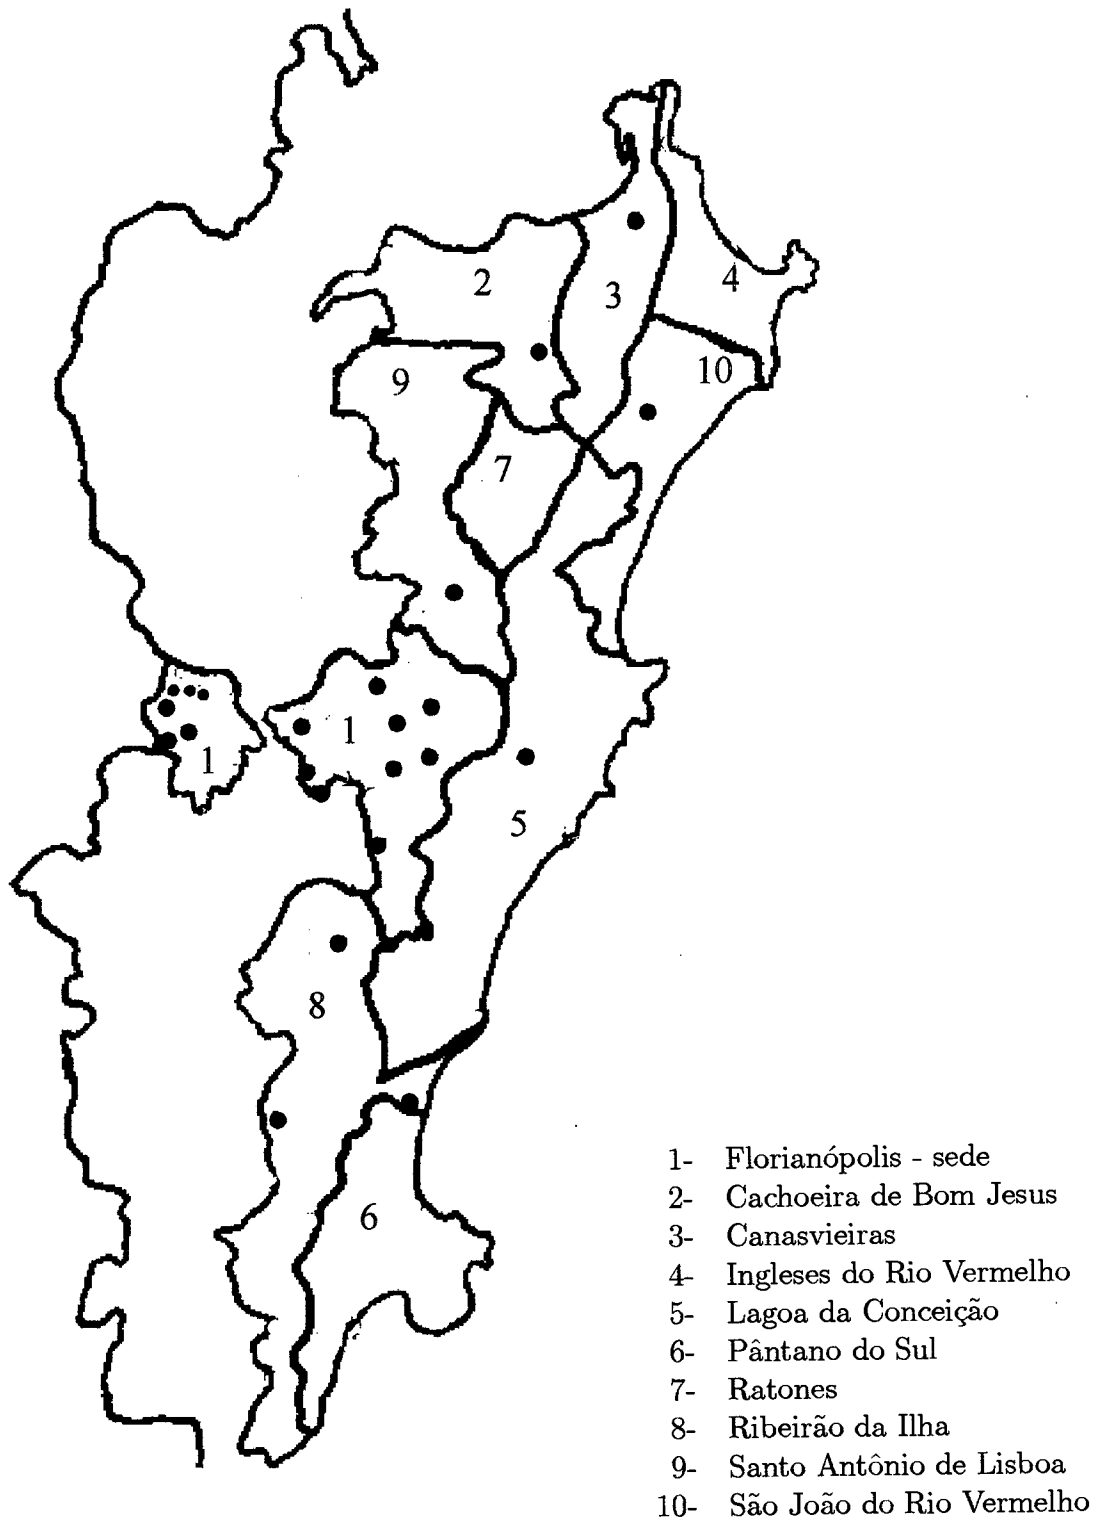 2
3
4
9
10
7
1
1
5
8
6
1- Florianópolis - sede
2- Cachoeira de Bom Jesus
3- Canasvieiras
4- Ingleses do Rio Vermelho
5- Lagoa da Conceição
6- Pântano do Sul
7- Ratones
8- Ribeirão da Ilha
9- Santo Antônio de Lisboa
10- São João do Rio Vermelho